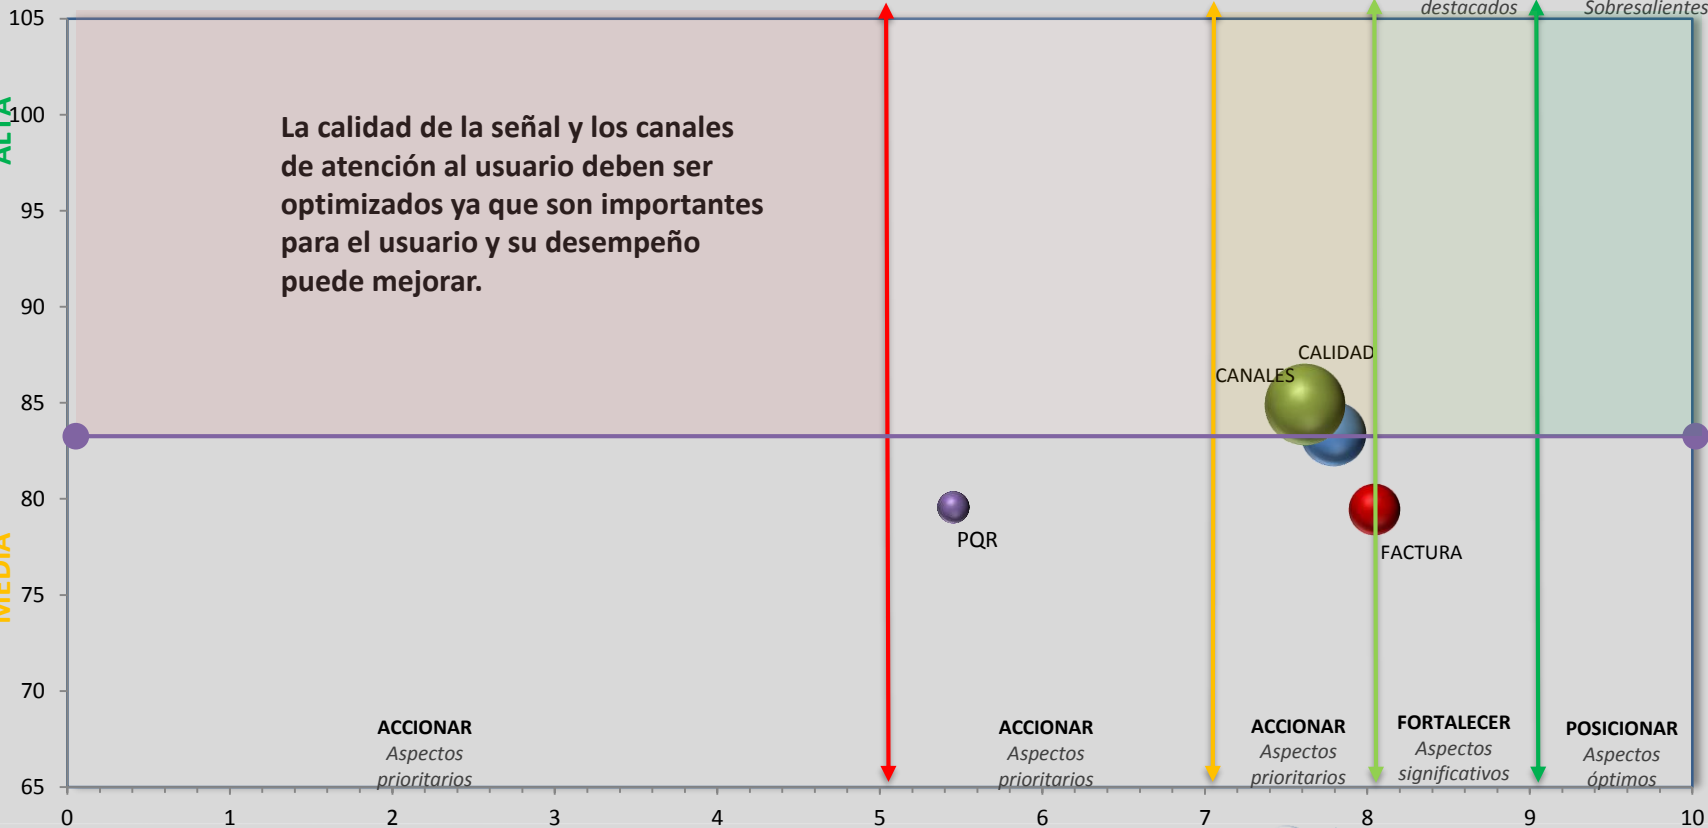 destacados
Sobresalientes
105
100
95
90
85
80
75
70
65
ALTA
MEDIA
La calidad de la señal y los canales
de atención al usuario deben ser
optimizados ya que son importantes
para el usuario y su desempeño
puede mejorar.
CALIDAD
CANALES
PQR
FACTURA
ACCIONAR
Aspectos
prioritarios
ACCIONAR
Aspectos
prioritarios
ACCIONAR
Aspectos
prioritarios
FORTALECER
Aspectos
significativos
POSICIONAR
Aspectos
óptimos
0 1 2 3 4 5 6 7 8 9 10